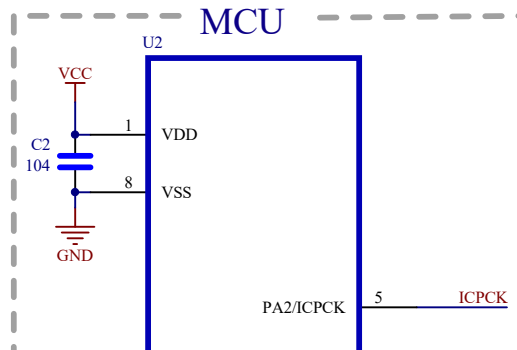 MCU
U2
VCC
1 VDD
C2
104
8 VSS
GND
PA2/ICPCK 5 ICPCK